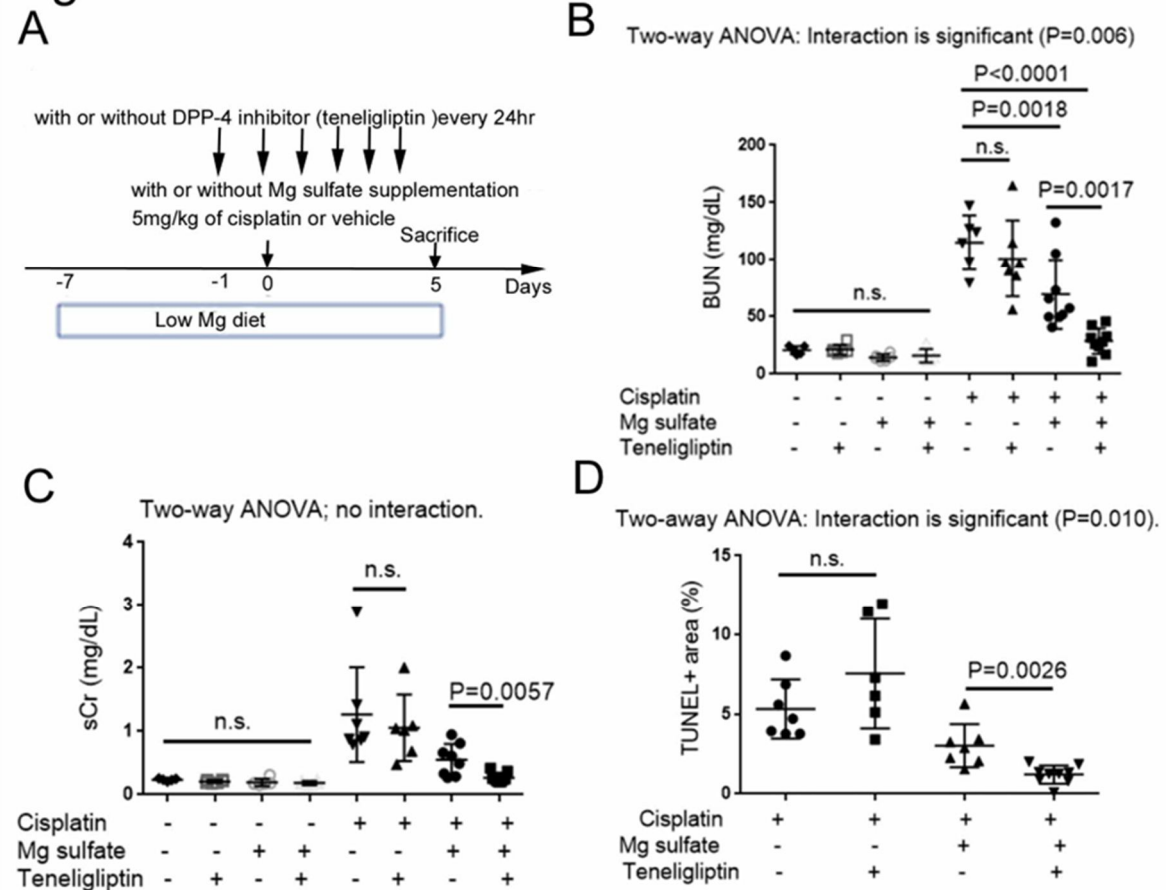 A
with or without DPP-4 inhibitor (teneligliptin )every 24hr
with or without Mg sulfate supplementation
5mg/kg of cisplatin or vehicle
Sacrifice
-7 -1 0 5 Days
Low Mg diet
B
Two-way ANOVA: Interaction is significant (P=0.006)
P<0.0001
P=0.0018
n.s.
P=0.0017
n.s.
BUN (mg/dL)
200
150
100
50
0
Cisplatin - - - - + + + +
Mg sulfate - - + + - - + +
Teneligliptin - + - + - + - +
C
Two-way ANOVA; no interaction.
n.s.
P=0.0057
n.s.
sCr (mg/dL)
4
3
2
1
0
Cisplatin - - - - + + + +
Mg sulfate - - + + - - + +
Teneligliptin - + - + - + - +
D
Two-away ANOVA: Interaction is significant (P=0.010).
n.s.
P=0.0026
TUNEL+ area (%)
15
10
5
0
Cisplatin + + + +
Mg sulfate - - + +
Teneligliptin - + - +